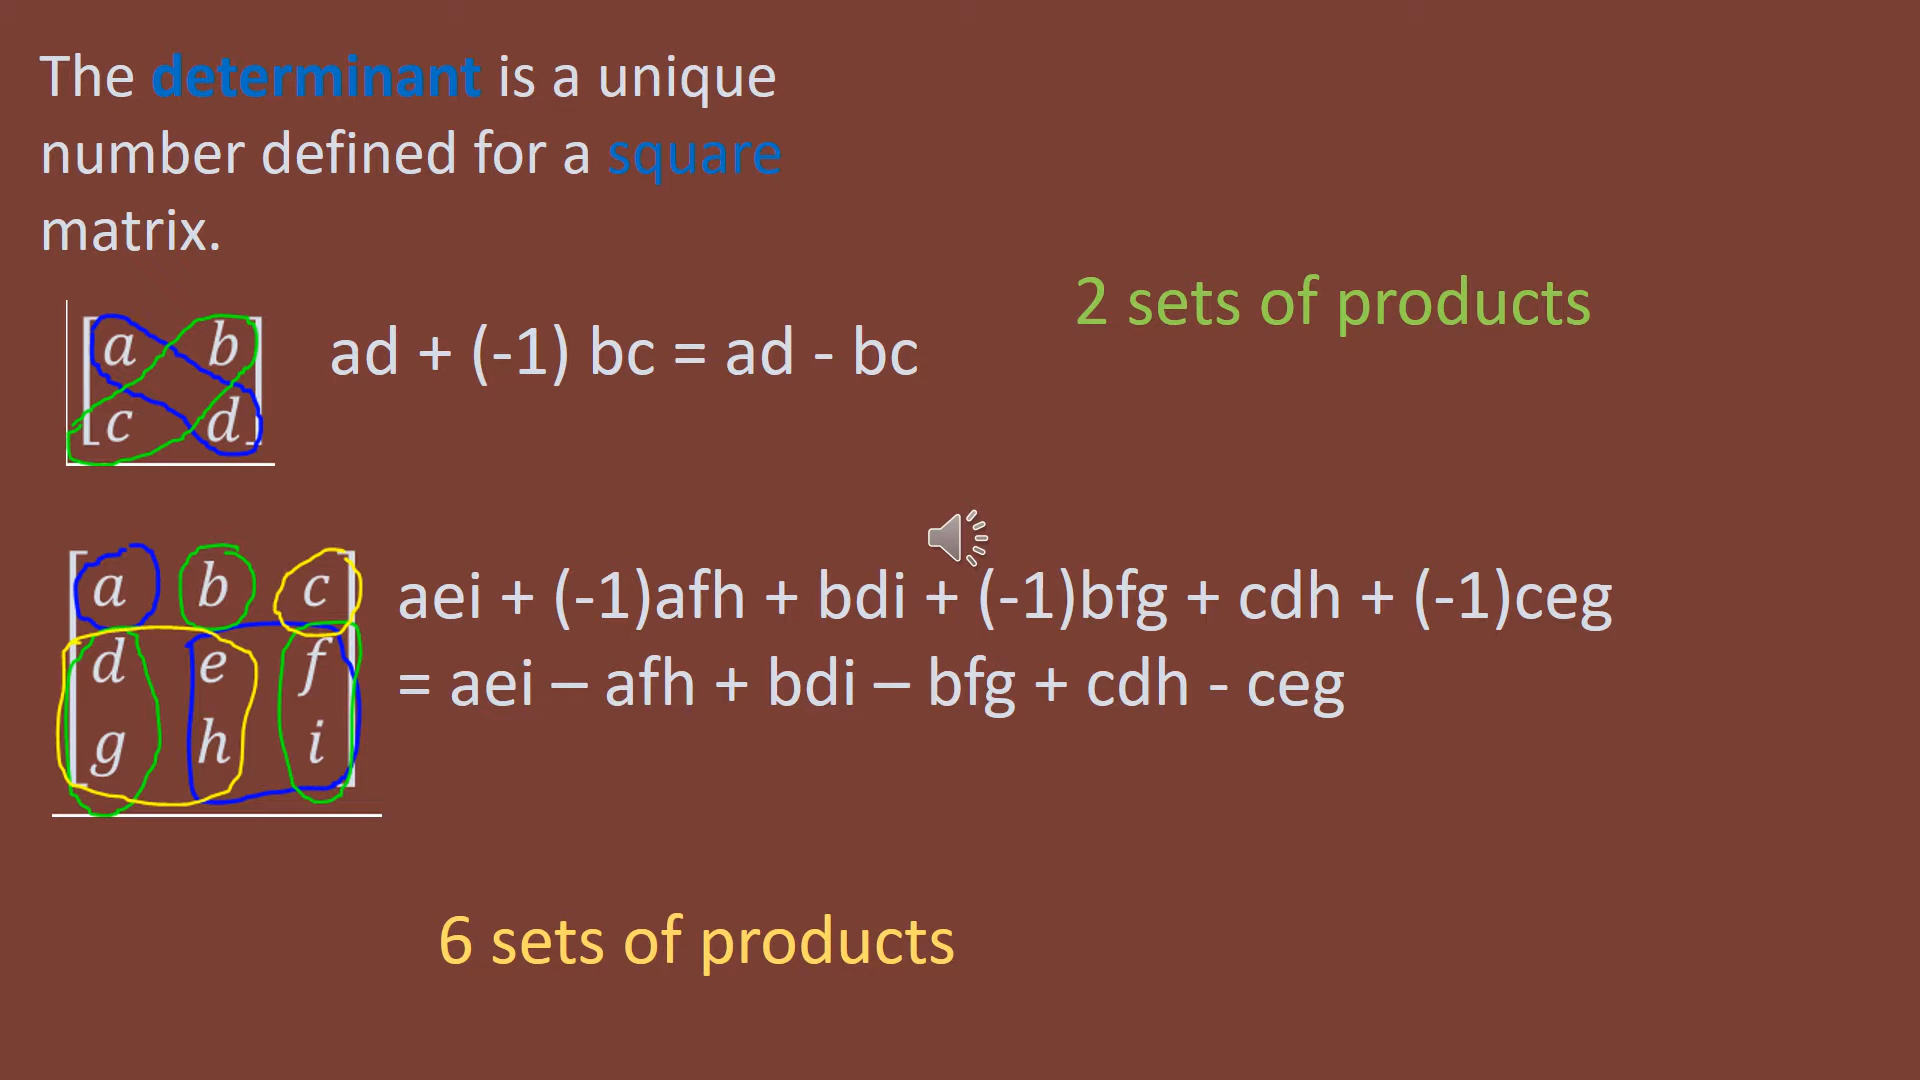 The determinant is a unique
number defined for a square
matrix.
2 sets of products
a b
c d
ad + (-1) bc = ad - bc
a b c
d e f
g h i
aei + (-1)afh + bdi + (-1)bfg + cdh + (-1)ceg
= aei – afh + bdi – bfg + cdh - ceg
6 sets of products